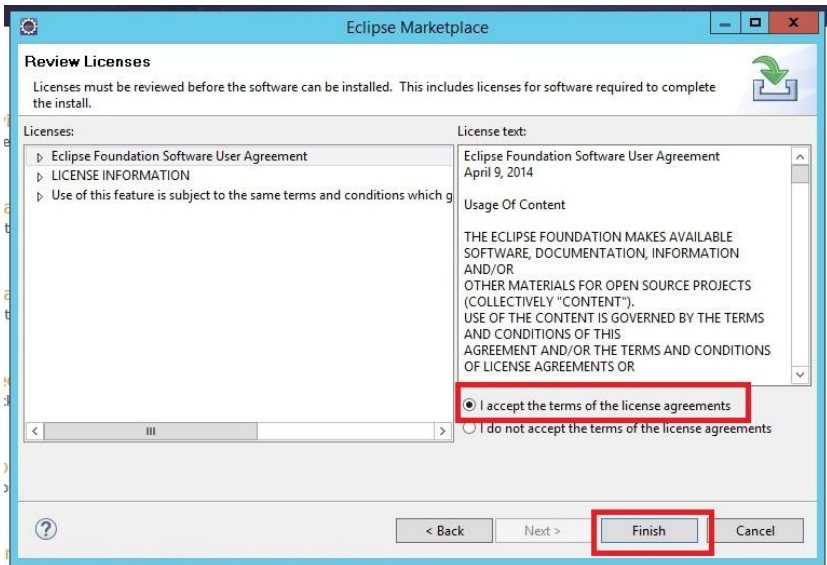 Eclipse Marketplace
Review Licenses
Licenses must be reviewed before the software can be installed. This includes licenses for software required to complete
the install.
Licenses:
Eclipse Foundation Software User Agreement
LICENSE INFORMATION
Use of this feature is subject to the same terms and conditions which g
License text:
Eclipse Foundation Software User Agreement
April 9, 2014
Usage Of Content
THE ECLIPSE FOUNDATION MAKES AVAILABLE
SOFTWARE, DOCUMENTATION, INFORMATION
AND/OR
OTHER MATERIALS FOR OPEN SOURCE PROJECTS
(COLLECTIVELY "CONTENT").
USE OF THE CONTENT IS GOVERNED BY THE TERMS
AND CONDITIONS OF THIS
AGREEMENT AND/OR THE TERMS AND CONDITIONS
OF LICENSE AGREEMENTS OR
I accept the terms of the license agreements
I do not accept the terms of the license agreements
< Back
Next >
Finish
Cancel